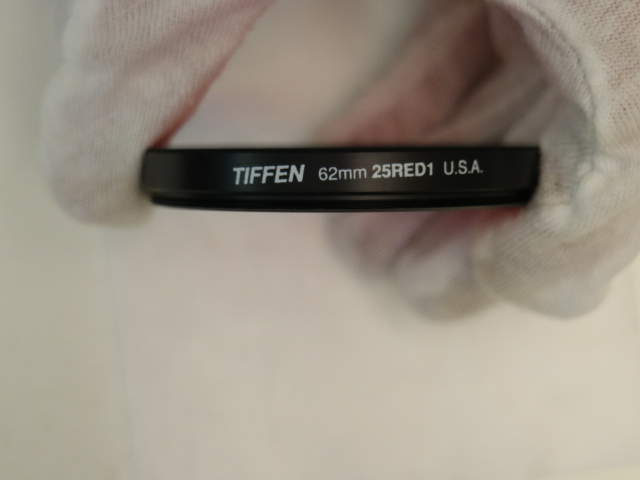 TIFFEN 62mm 25RED1 U.S.A.